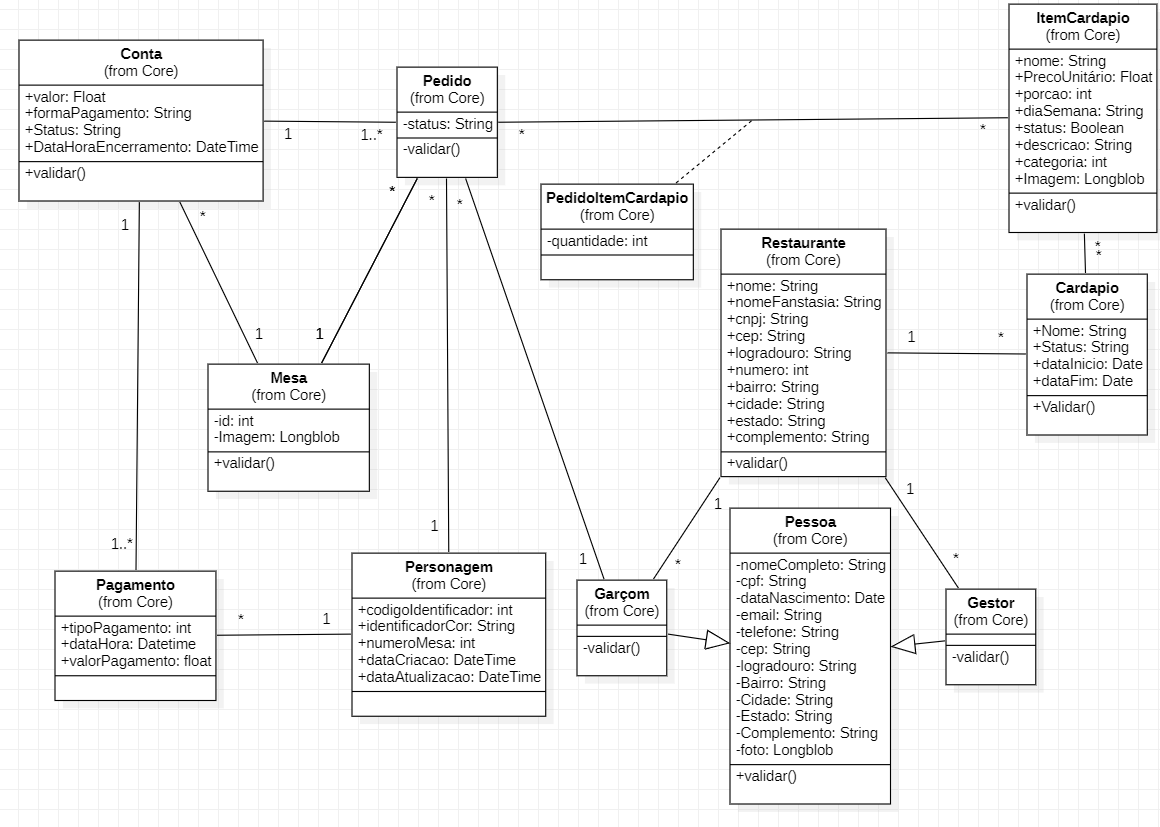 Conta
(from Core)
+valor: Float
+formaPagamento: String
+Status: String
+DataHoraEncerramento: DateTime
+validar()
Pedido
(from Core)
-status: String
-validar()
ItemCardapio
(from Core)
+nome: String
+PrecoUnitário: Float
+porcao: int
+diaSemana: String
+status: Boolean
+descricao: String
+categoria: int
+Imagem: Longblob
+validar()
1
1..*
*
*
PedidoItemCardapio
(from Core)
-quantidade: int
1
*
*
*
*
*
*
Restaurante
(from Core)
+nome: String
+nomeFanstasia: String
+cnpj: String
+cep: String
+logradouro: String
+numero: int
+bairro: String
+cidade: String
+estado: String
+complemento: String
+validar()
Cardapio
(from Core)
+Nome: String
+Status: String
+dataInicio: Date
+dataFim: Date
+Validar()
1
*
1
1
Mesa
(from Core)
-id: int
-Imagem: Longblob
+validar()
1
1
1..*
1
1
*
*
Pagamento
(from Core)
+tipoPagamento: int
+dataHora: Datetime
+valorPagamento: float
*
1
Personagem
(from Core)
+codigoIdentificador: int
+identificadorCor: String
+numeroMesa: int
+dataCriacao: DateTime
+dataAtualizacao: DateTime
Garçom
(from Core)
-validar()
Pessoa
(from Core)
-nomeCompleto: String
-cpf: String
-dataNascimento: Date
-email: String
-telefone: String
-cep: String
-logradouro: String
-Bairro: String
-Cidade: String
-Estado: String
-Complemento: String
-foto: Longblob
+validar()
Gestor
(from Core)
-validar()